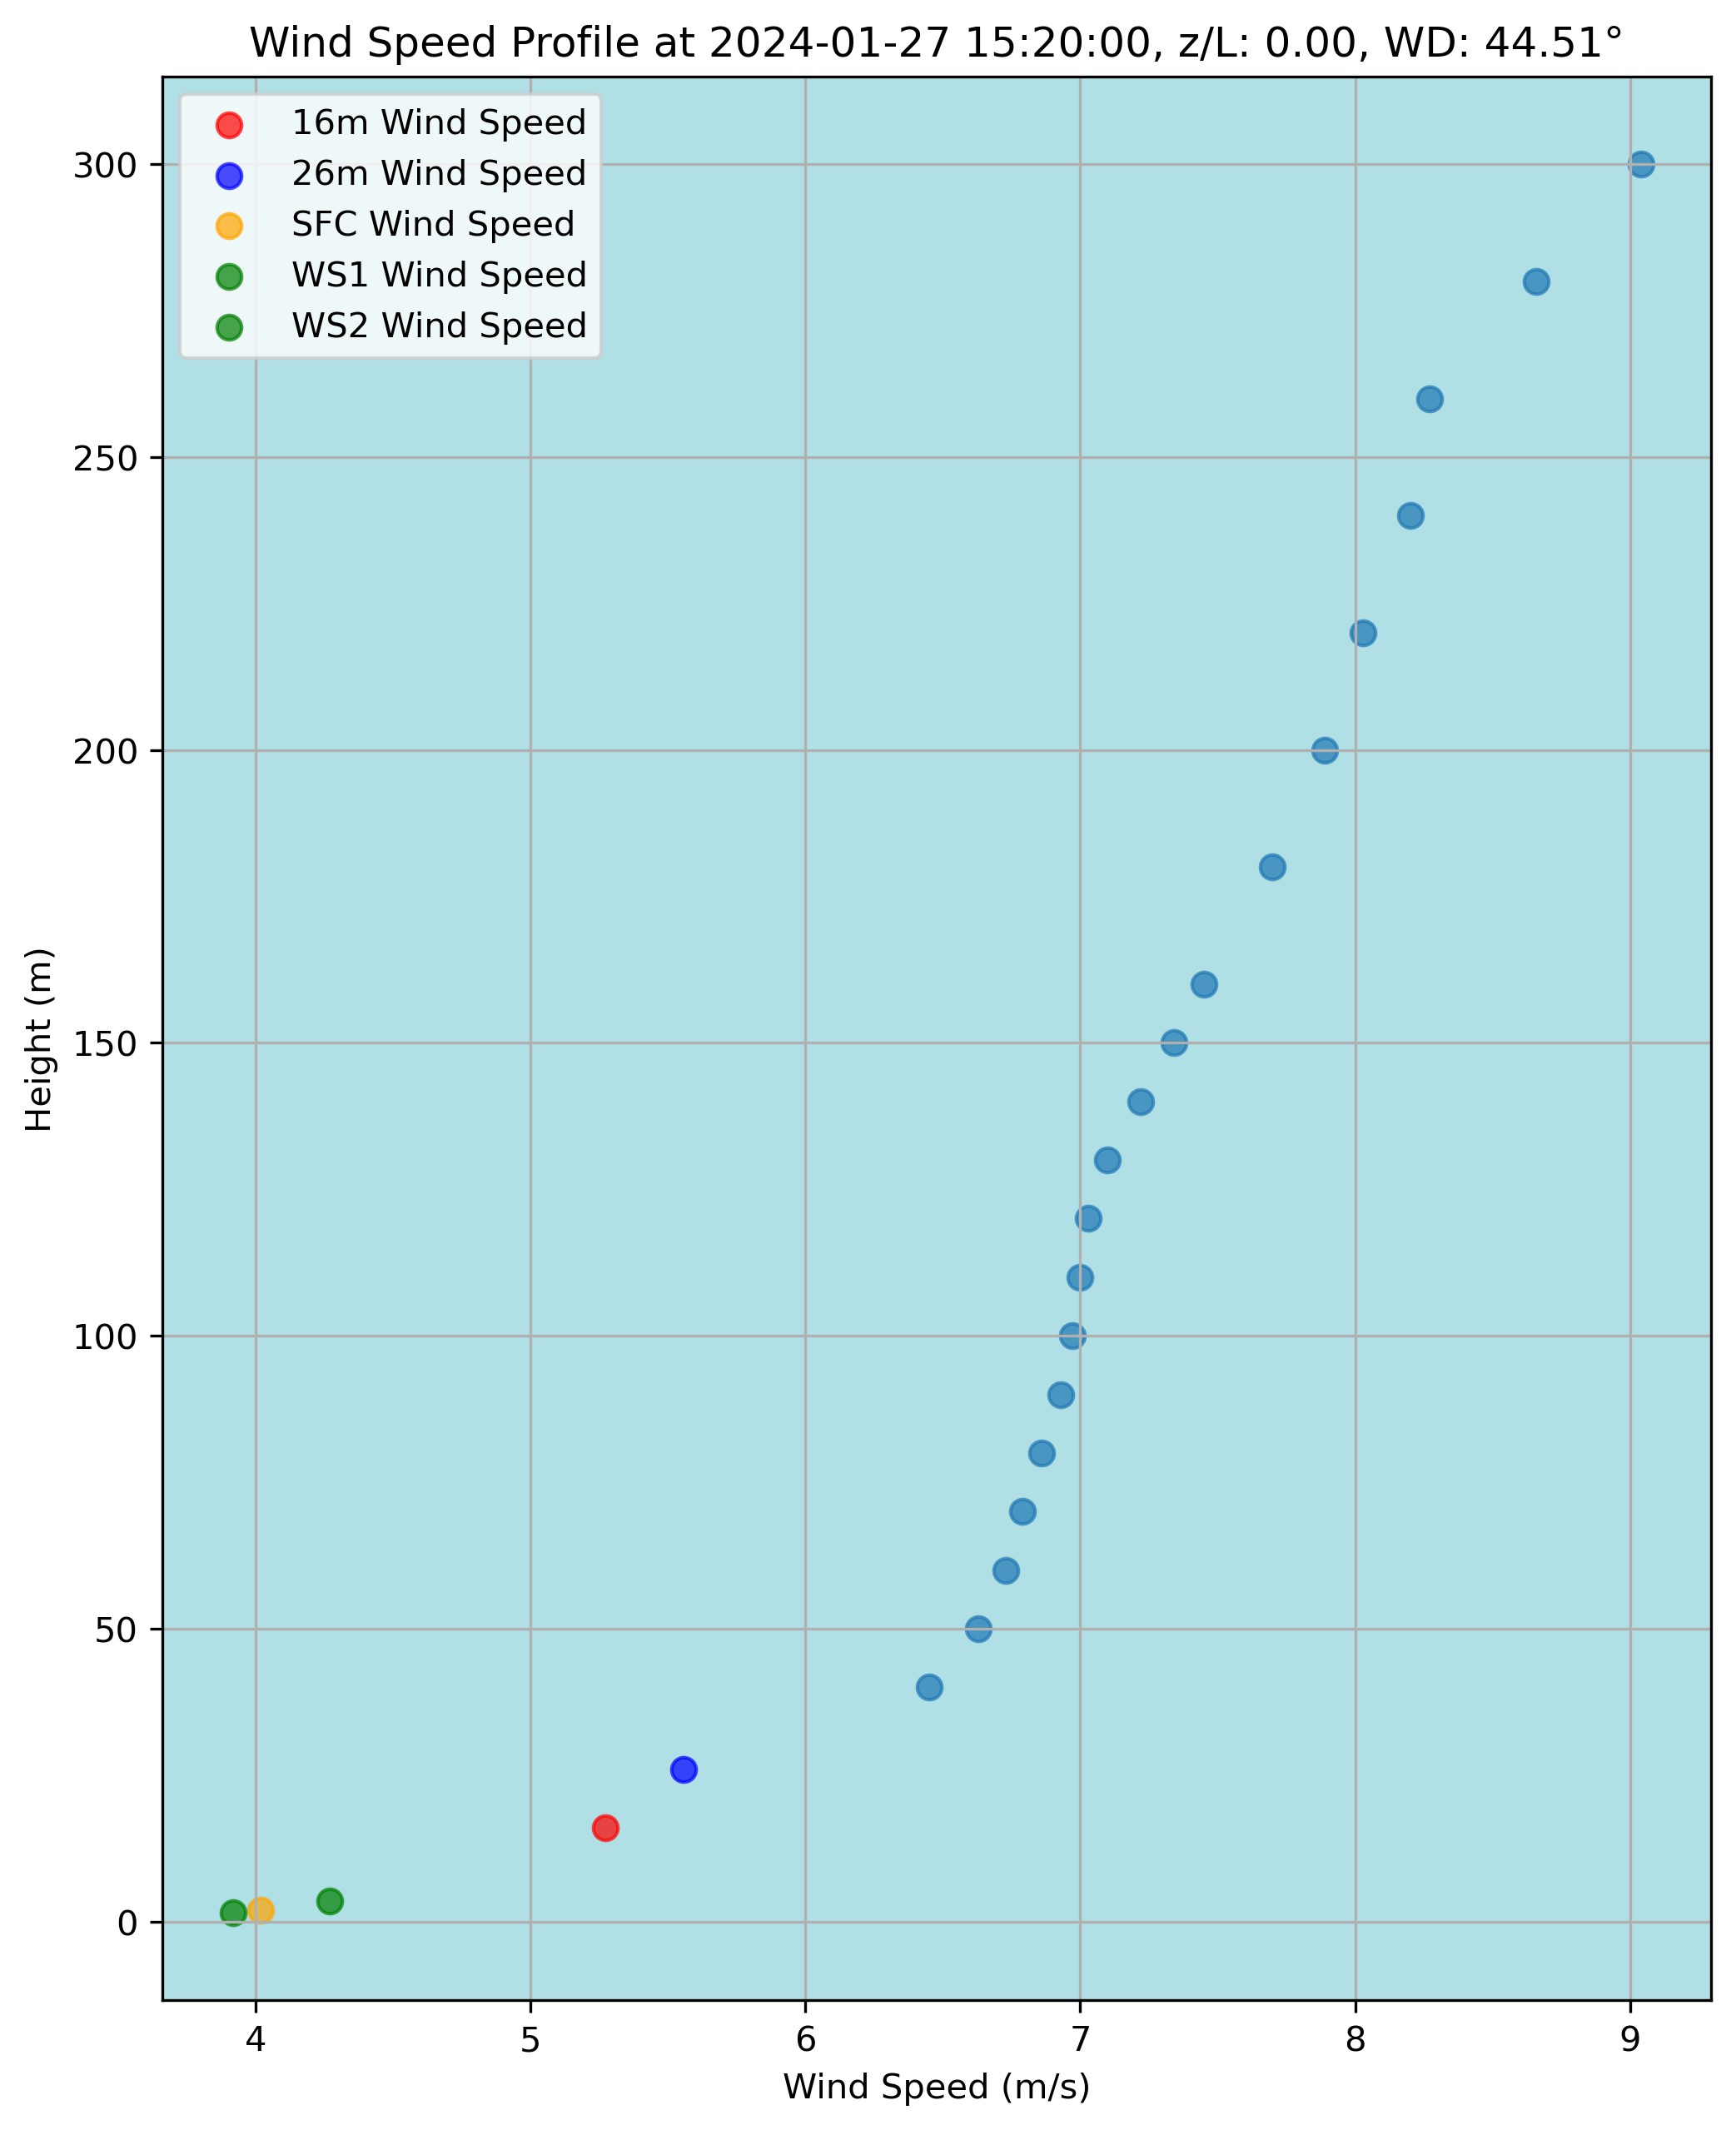 Wind Speed Profile at 2024-01-27 15:20:00, z/L: 0.00, WD: 44.51°
16m Wind Speed
26m Wind Speed
SFC Wind Speed
WS1 Wind Speed
WS2 Wind Speed
300
250
200
150
100
50
0
Height (m)
4 5 6 7 8 9
Wind Speed (m/s)